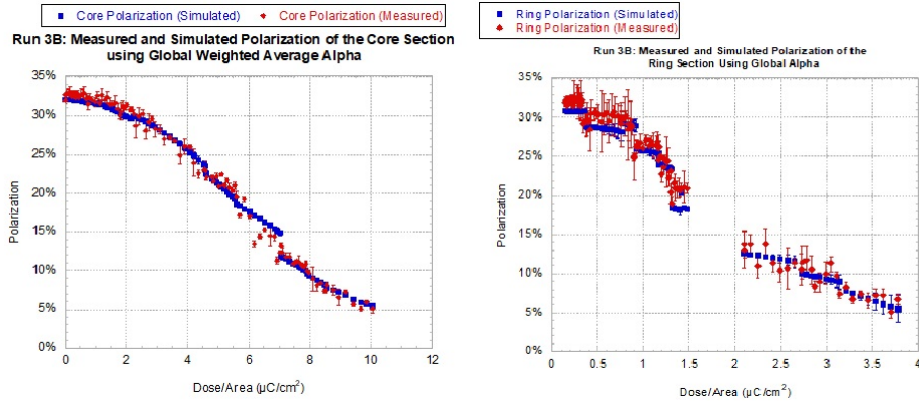 Core Polarization (Simulated) Core Polarization (Measured)
Run 3B: Measured and Simulated Polarization of the Core Section
using Global Weighted Average Alpha
35%
30%
25%
20%
15%
10%
5%
0%
Polarization
0 2 4 6 8 10 12
Dose/Area (µC/cm²)
Ring Polarization (Simulated)
Ring Polarization (Measured)
Run 3B: Measured and Simulated Polarization of the
Ring Section Using Global Alpha
35%
30%
25%
20%
15%
10%
5%
0%
Polarization
0 0.5 1 1.5 2 2.5 3 3.5 4
Dose/Area (µC/cm²)